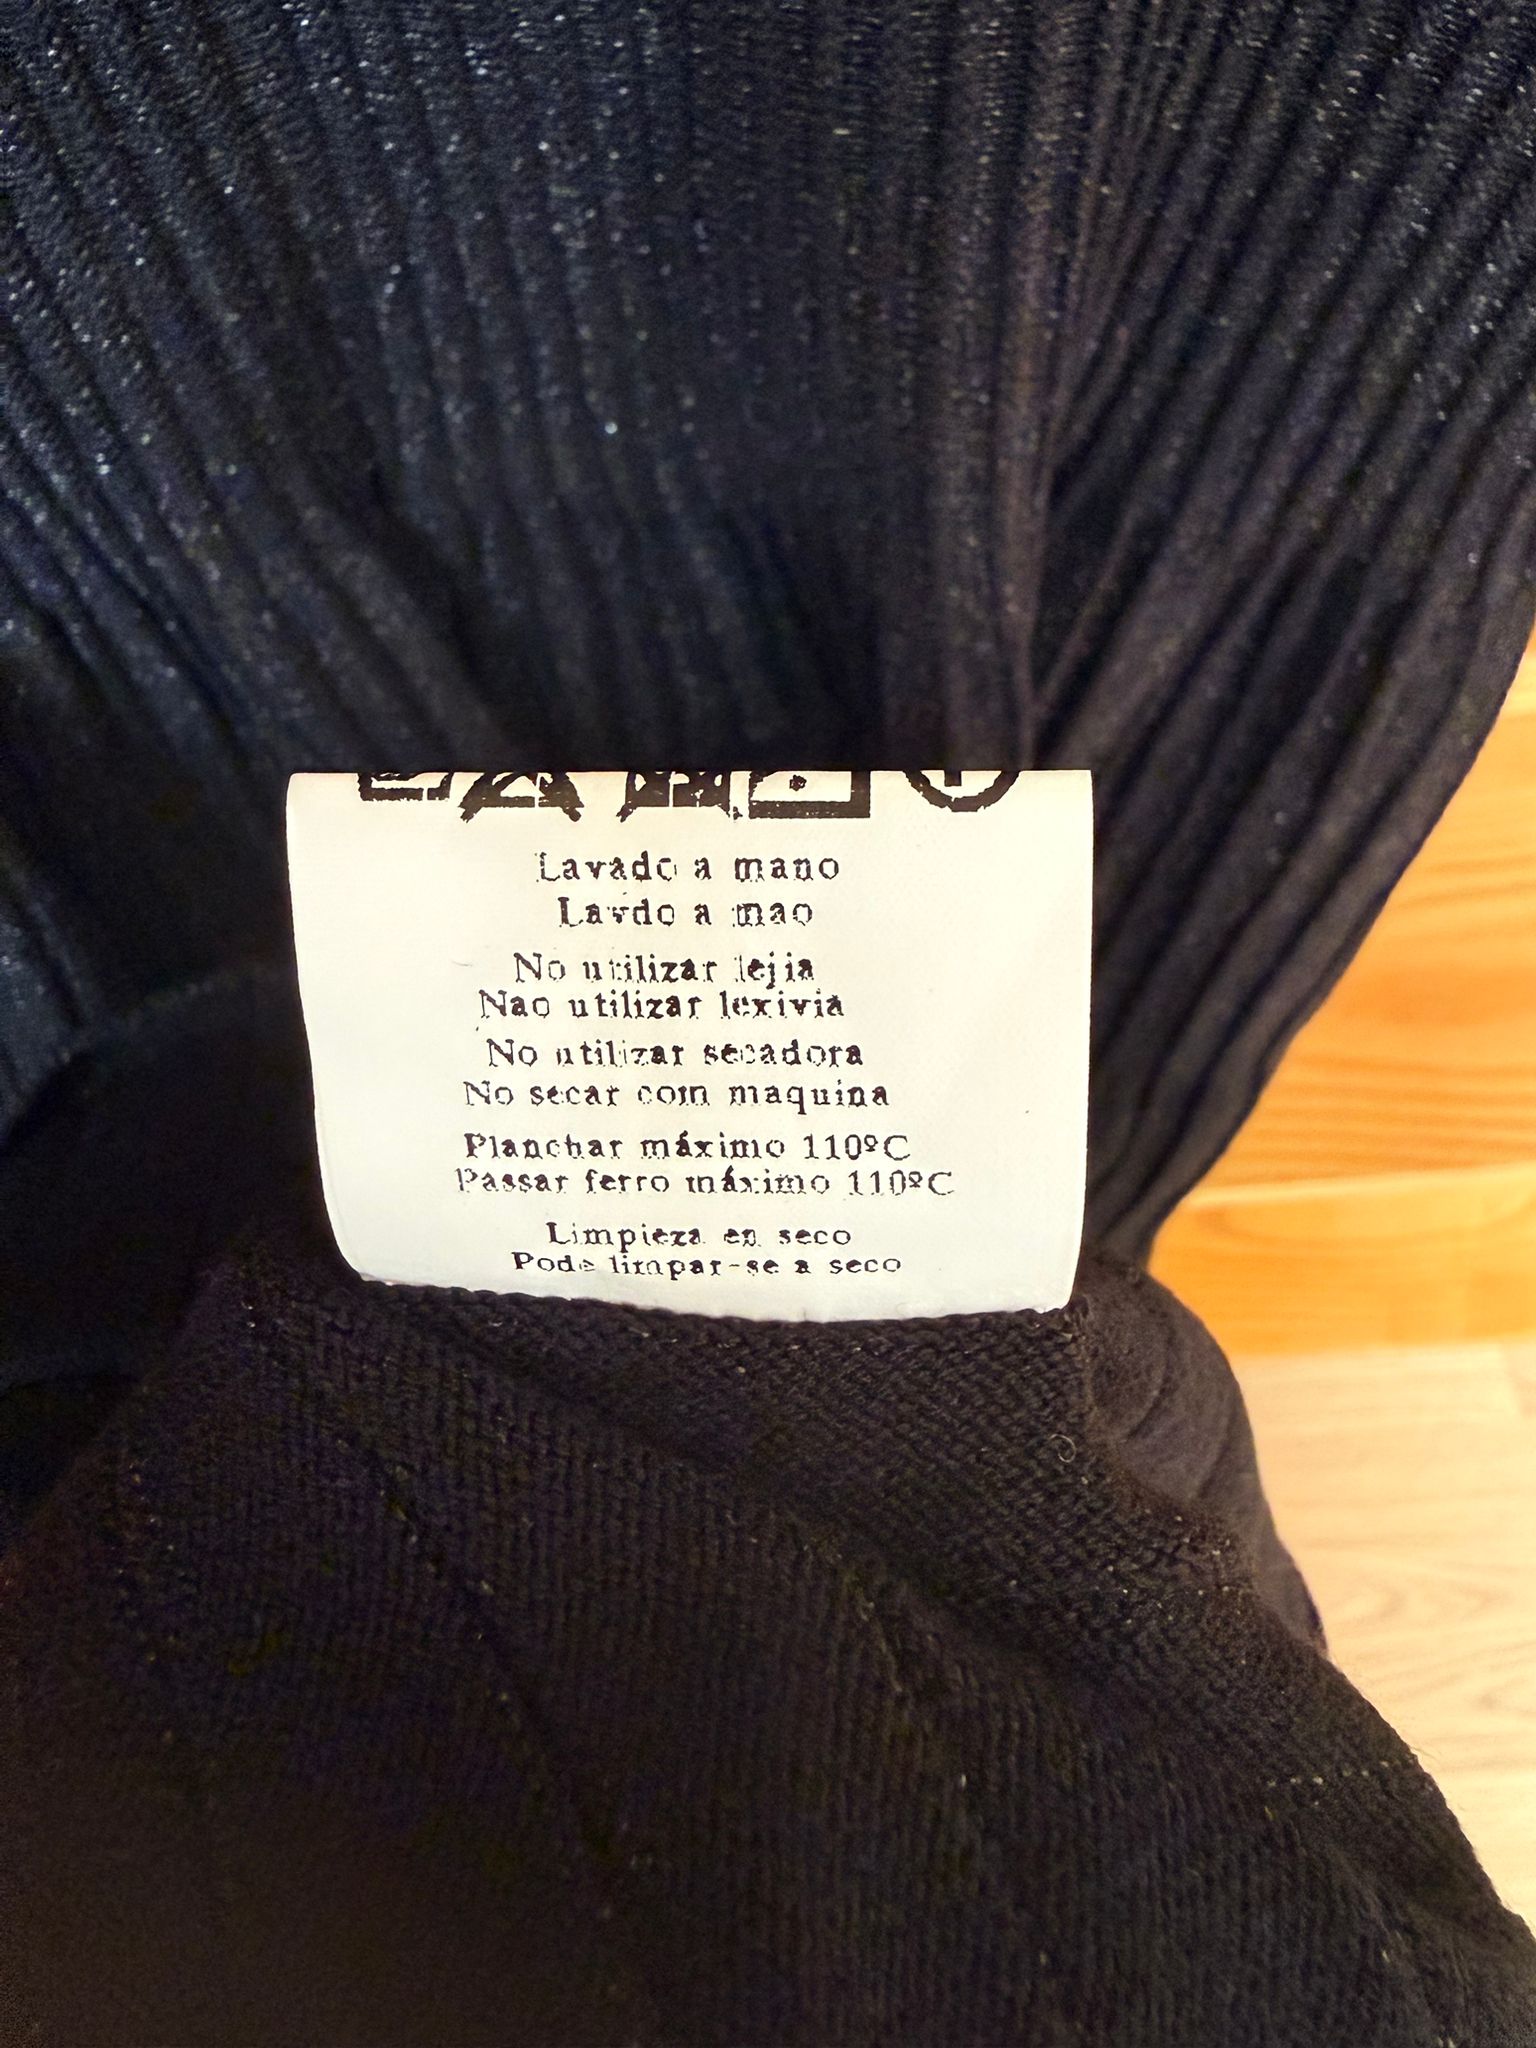 Lavado a mano
Lavdo a mao
No utilizar lejia
Nao utilizar lexivia
No utilizar secadora
No secar com maquina
Planchar máximo 110ºC
Passar ferro máximo 110ºC
Limpieza en seco
Pode limpar-se a seco